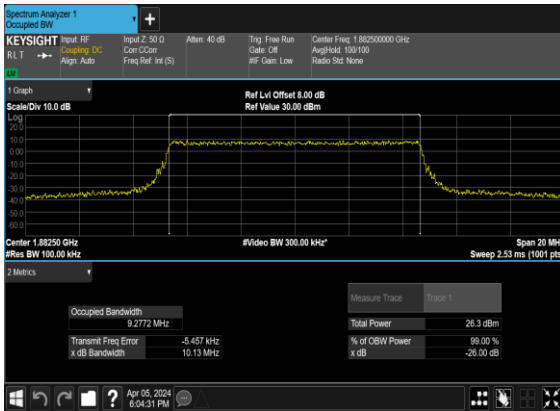 Spectrum Analyzer 1
Occupied BW
KEYSIGHT
RLT
LM
Input: RF
Coupling: DC
Align: Auto
Input Z: 50 Ω
Corr CCorr
Freq Ref: Int (S)
Atten: 40 dB
Trig: Free Run
Gate: Off
#IF Gain: Low
Center Freq: 1.882500000 GHz
Avg|Hold: 100/100
Radio Std: None
1 Graph
Scale/Div 10.0 dB
Ref Lvl Offset 8.00 dB
Ref Value 30.00 dBm
Log
20.0
10.0
0.00
-10.0
-20.0
-30.0
-40.0
-50.0
-60.0
Center 1.88250 GHz
#Res BW 100.00 kHz
#Video BW 300.00 kHz*
Span 20 MH
Sweep 2.53 ms (1001 pts
2 Metrics
Measure Trace Trace 1
Occupied Bandwidth
9.2772 MHz
Total Power 26.3 dBm
Transmit Freq Error -5.457 kHz
% of OBW Power 99.00 %
x dB Bandwidth 10.13 MHz
x dB -26.00 dB
Apr 05, 2024
6:04:31 PM